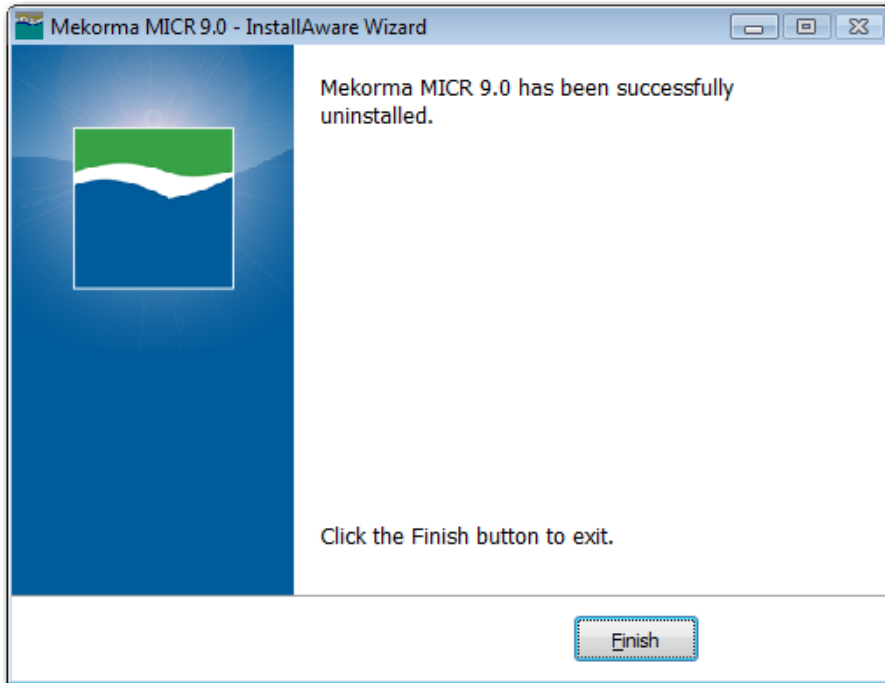 Mekorma MICR 9.0 - InstallAware Wizard
Mekorma MICR 9.0 has been successfully
uninstalled.
Click the Finish button to exit.
Finish